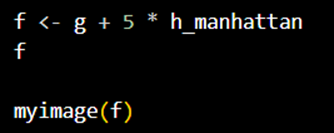 f <- g + 5 * h_manhattan
f
myimage(f)